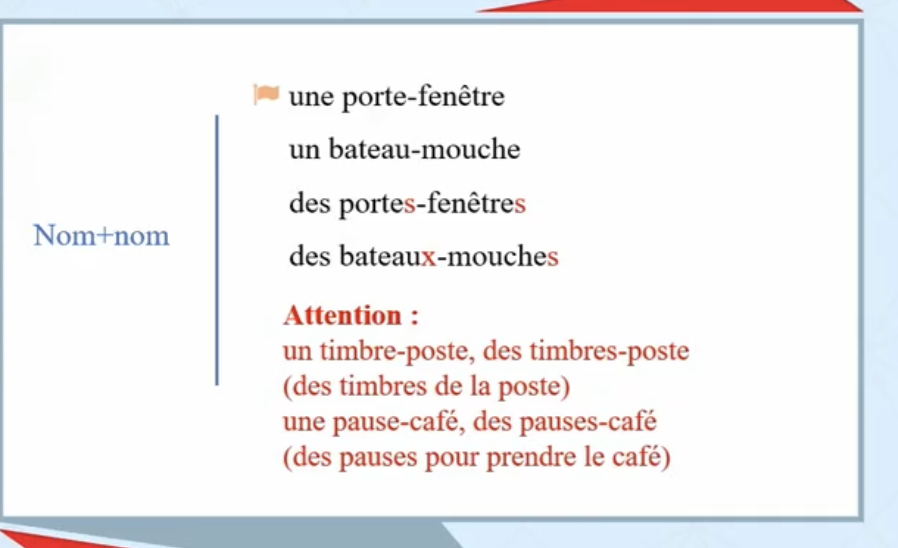 Nom+nom
une porte-fenêtre
un bateau-mouche
des portes-fenêtres
des bateaux-mouches
Attention :
un timbre-poste, des timbres-poste
(des timbres de la poste)
une pause-café, des pauses-café
(des pauses pour prendre le café)